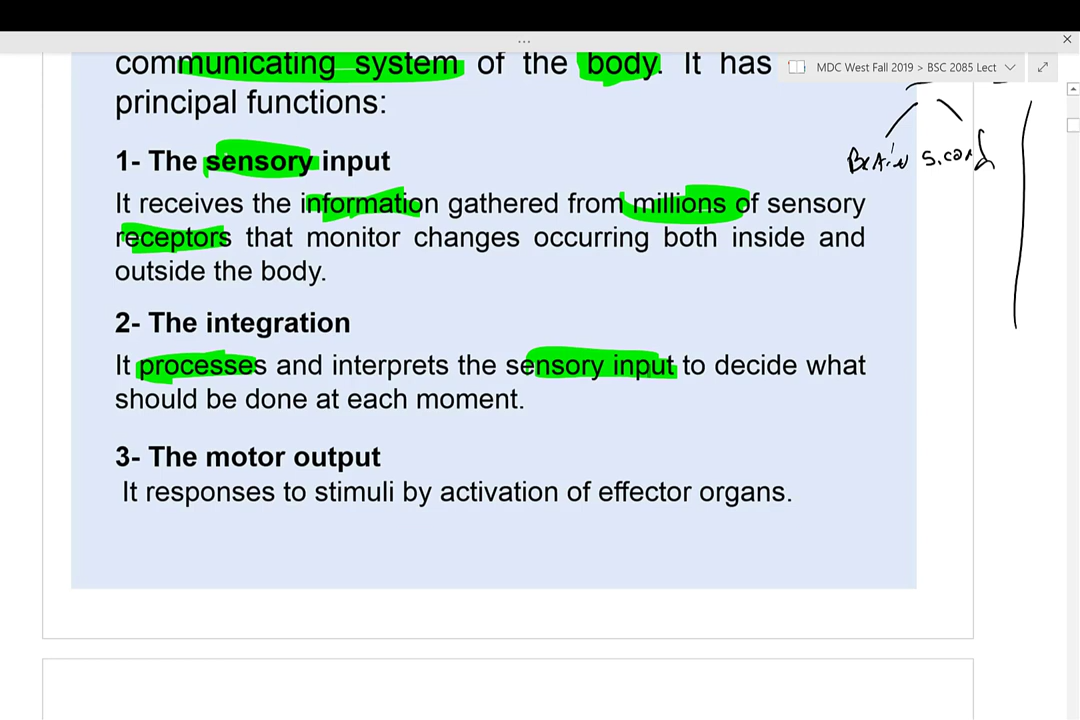 communicating system of the body. It has
MDC West Fall 2019 > BSC 2085 Lect
principal functions:
Brain s.cord
1- The sensory input
It receives the information gathered from millions of sensory
receptors that monitor changes occurring both inside and
outside the body.
2- The integration
It processes and interprets the sensory input to decide what
should be done at each moment.
3- The motor output
It responses to stimuli by activation of effector organs.